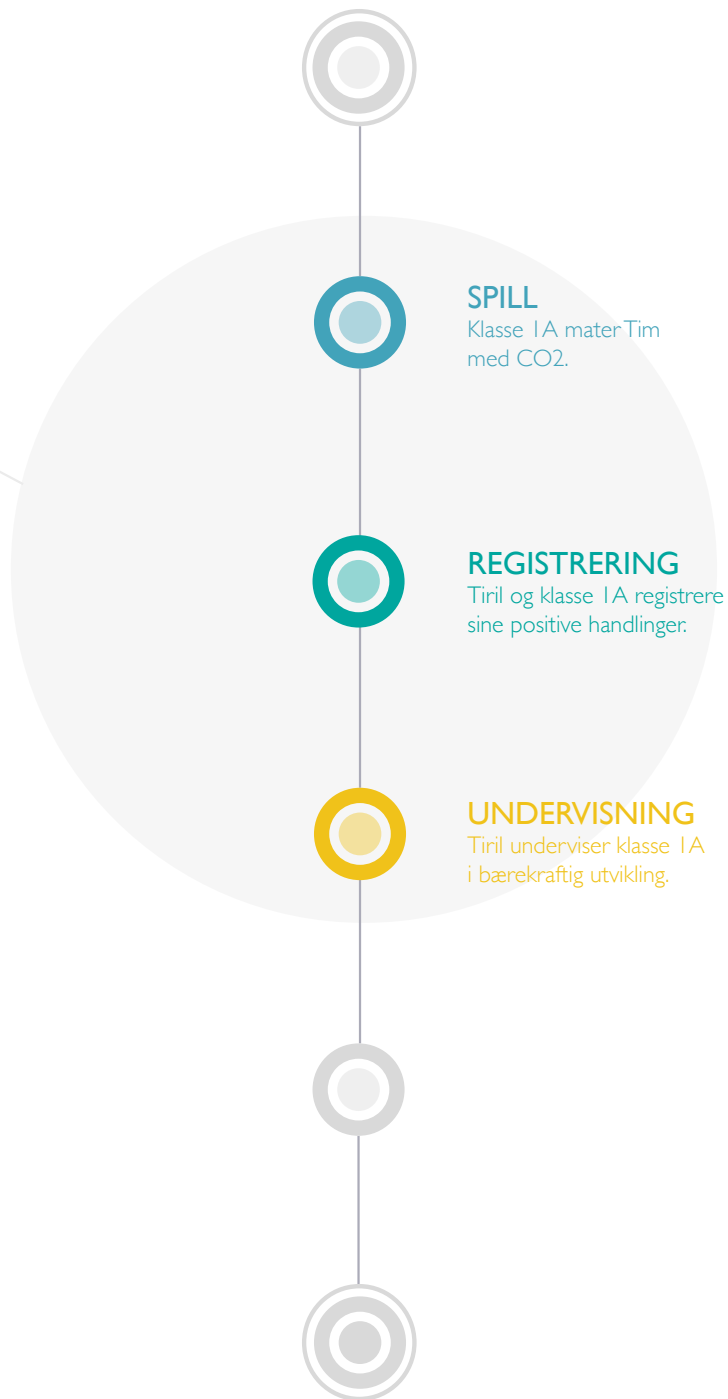 SPILL
Klasse 1A mater Tim
med CO2.
REGISTRERING
Tiril og klasse 1A registrere
sine positive handlinger.
UNDERVISNING
Tiril underviser klasse 1A
i bærekraftig utvikling.